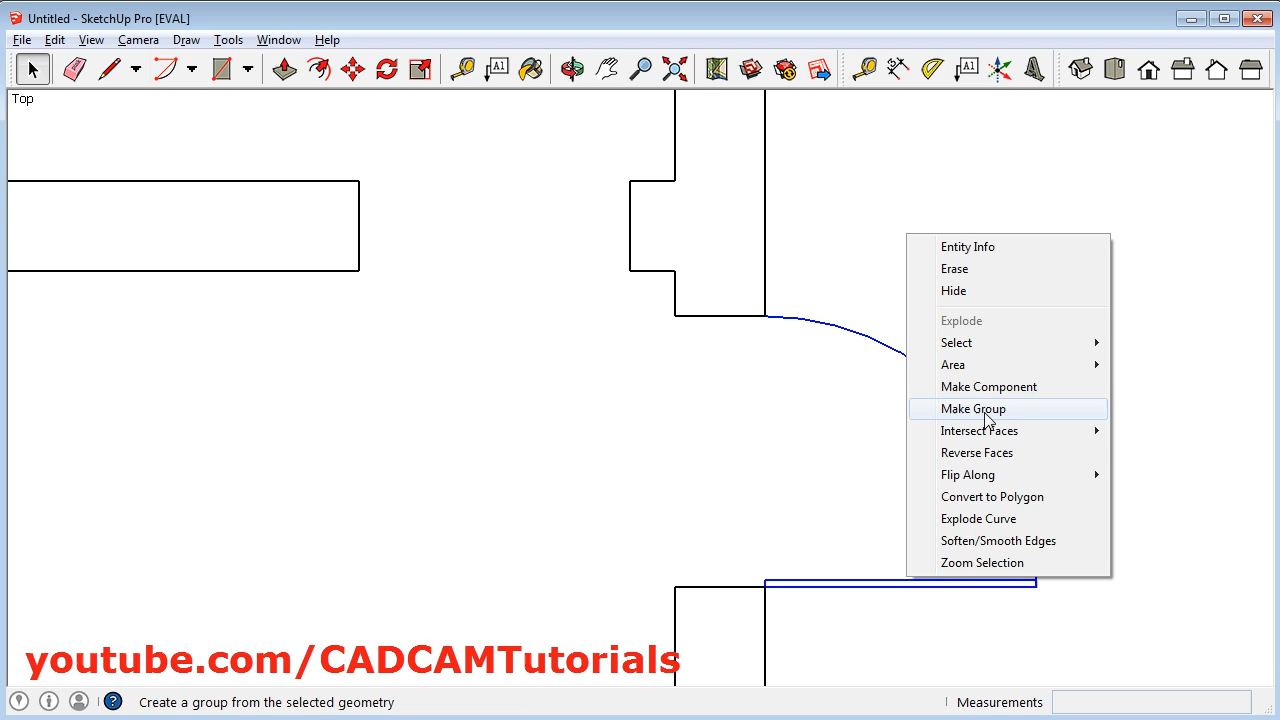 Untitled - SketchUp Pro [EVAL]
File Edit View Camera Draw Tools Window Help
A1 A1
Top
Entity Info
Erase
Hide
Explode
Select
Area
Make Component
Make Group
Intersect Faces
Reverse Faces
Flip Along
Convert to Polygon
Explode Curve
Soften/Smooth Edges
Zoom Selection
youtube.com/CADCAMTutorials
Create a group from the selected geometry Measurements